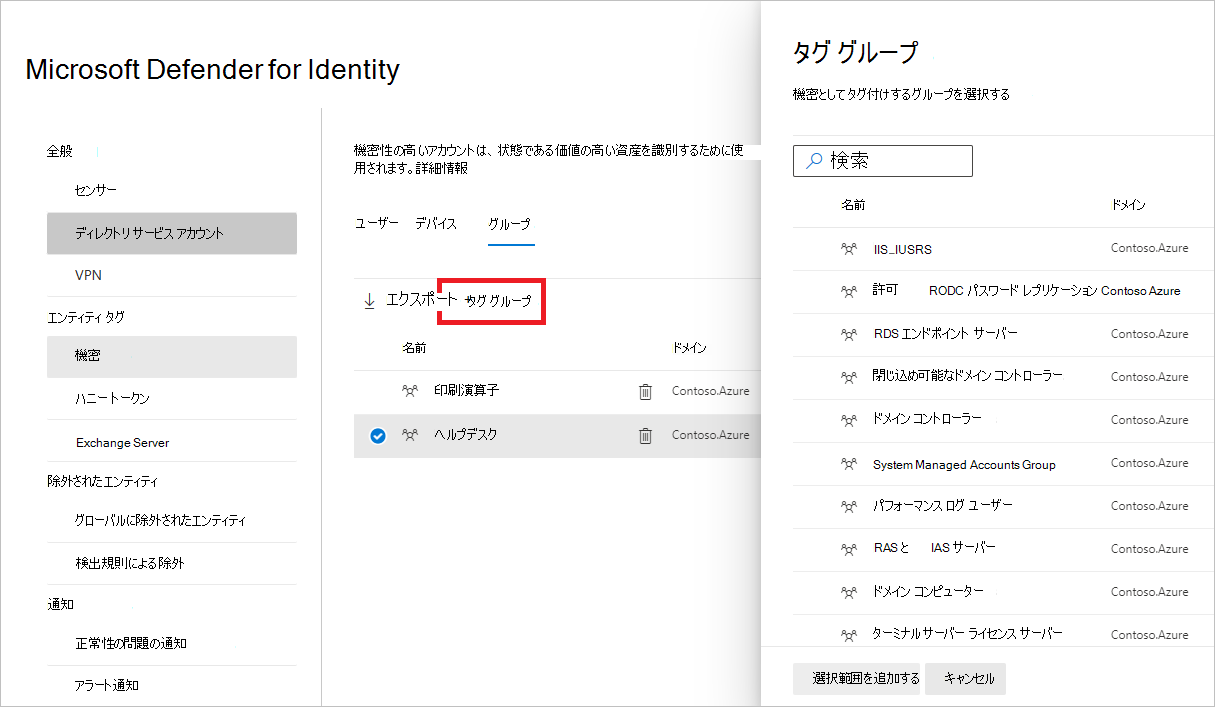 Microsoft Defender for Identity
全般
センサー
ディレクトリ サービス アカウント
VPN
エンティティ タグ
機密
ハニートークン
Exchange Server
除外されたエンティティ
グローバルに除外されたエンティティ
検出規則による除外
通知
正常性の問題の通知
アラート通知
機密性の高いアカウントは、状態である価値の高い資産を識別するために使
用されます。詳細情報
ユーザー デバイス グループ
エクスポート +タグ グループ
名前 ドメイン
印刷演算子 Contoso.Azure
ヘルプデスク Contoso.Azure
タグ グループ
機密としてタグ付けするグループを選択する
検索
名前 ドメイン
IIS_IUSRS Contoso.Azure
許可 RODC パスワード レプリケーション Contoso Azure
RDS エンドポイント サーバー Contoso.Azure
閉じ込め可能なドメイン コントローラー Contoso.Azure
ドメイン コントローラー Contoso.Azure
System Managed Accounts Group Contoso.Azure
パフォーマンス ログ ユーザー Contoso.Azure
RAS と IAS サーバー Contoso.Azure
ドメイン コンピューター Contoso.Azure
ターミナル サーバー ライセンス サーバー Contoso.Azure
選択範囲を追加する キャンセル